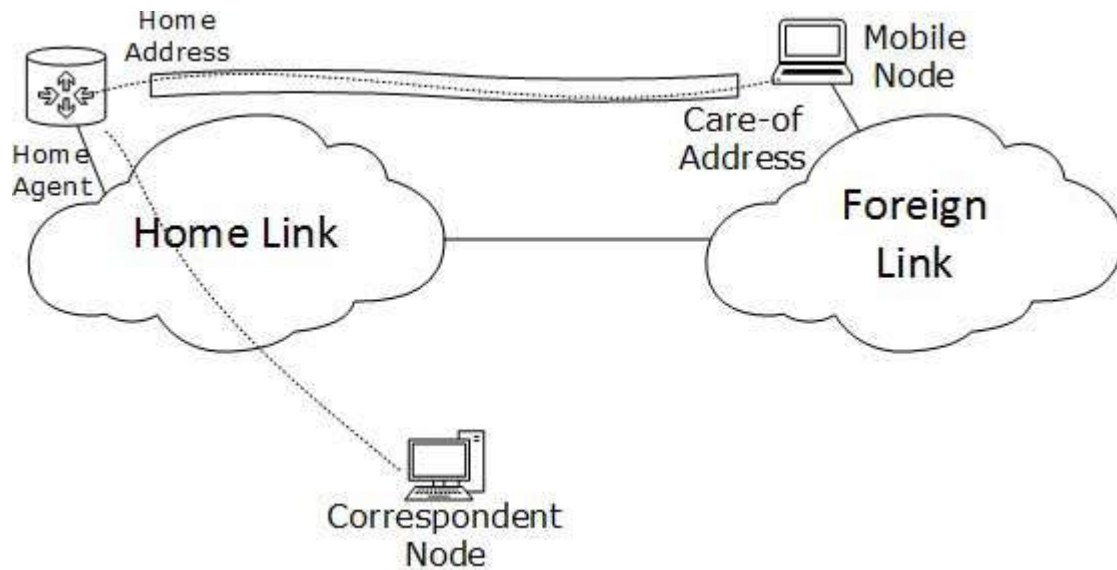 Home
Address
Mobile
Node
Care-of
Address
Home
Agent
Home Link
Foreign
Link
Correspondent
Node